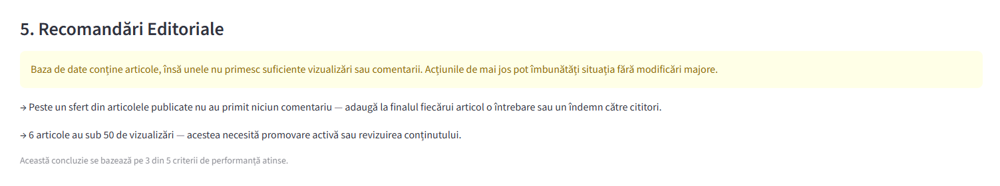 5. Recomandări Editoriale
Baza de date conține articole, însă unele nu primesc suficiente vizualizări sau comentarii. Acțiunile de mai jos pot îmbunătăți situația fără modificări majore.
→ Peste un sfert din articolele publicate nu au primit niciun comentariu — adaugă la finalul fiecărui articol o întrebare sau un îndemn către cititori.
→ 6 articole au sub 50 de vizualizări — acestea necesită promovare activă sau revizuirea conținutului.
Această concluzie se bazează pe 3 din 5 criterii de performanță atinse.